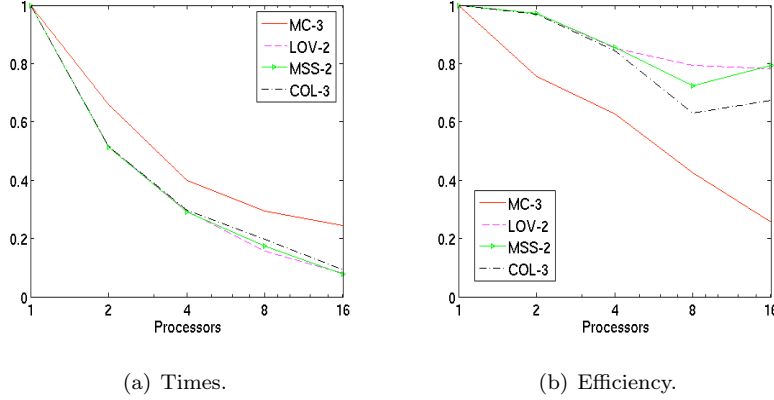 1
0.8
0.6
0.4
0.2
0
1 2 4 8 16
Processors
MC-3
LOV-2
MSS-2
COL-3
(a) Times.
1
0.8
0.6
0.4
0.2
0
1 2 4 8 16
Processors
MC-3
LOV-2
MSS-2
COL-3
(b) Efficiency.